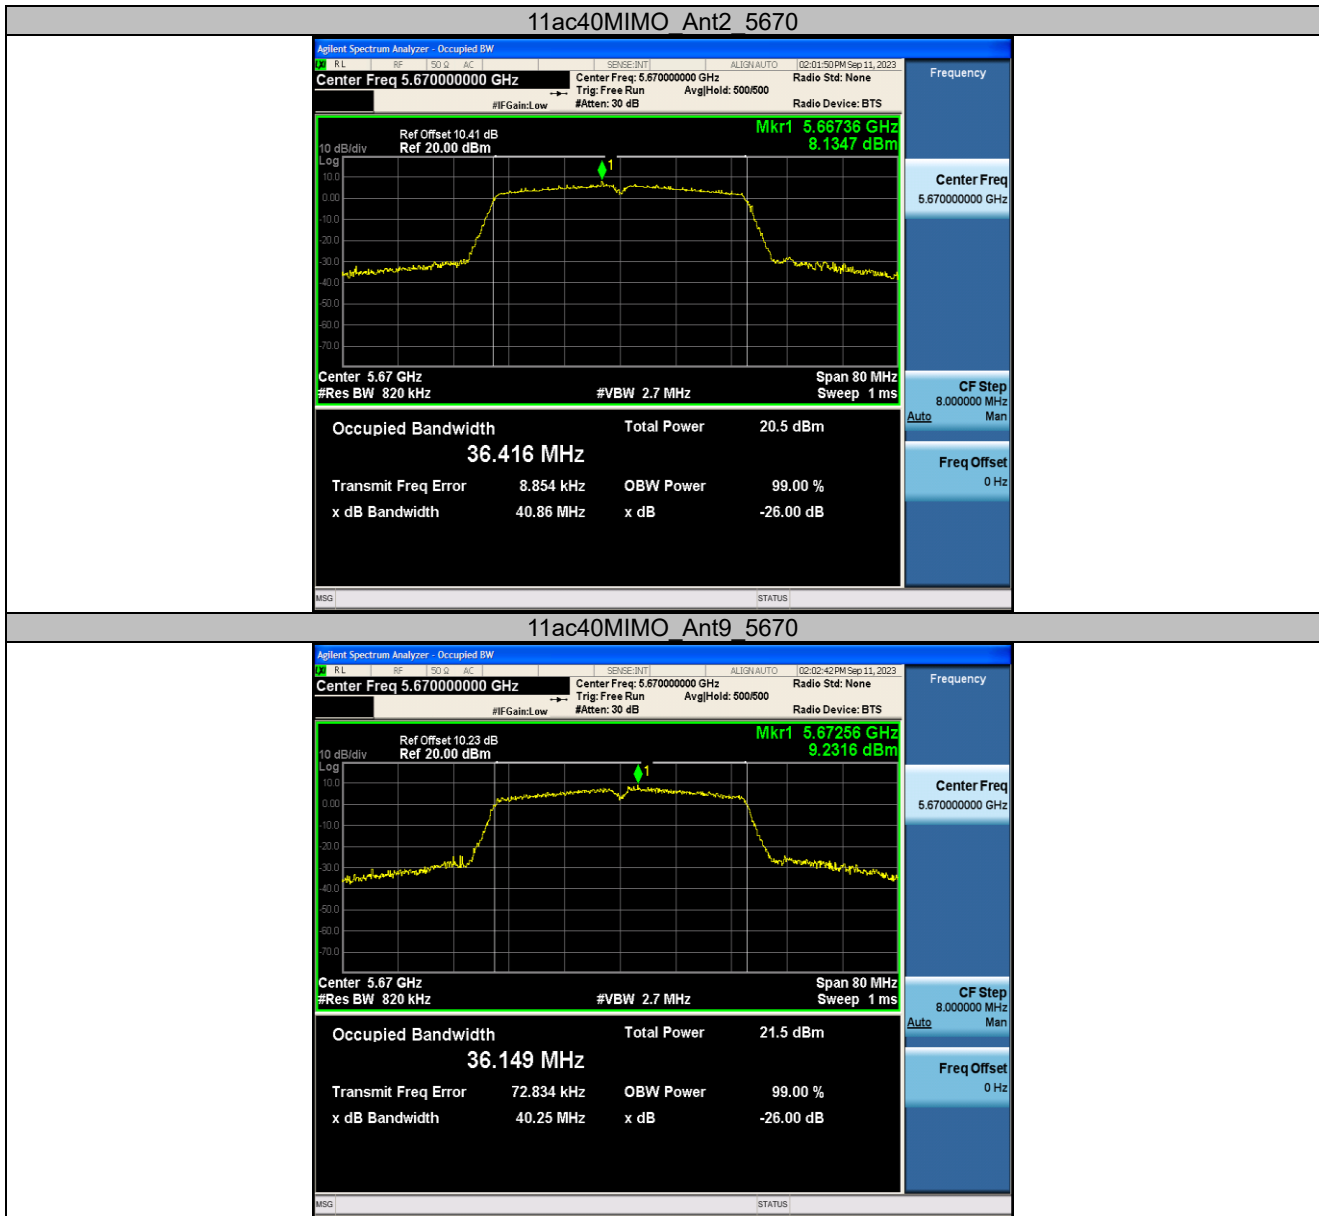 11ac40MIMO_Ant2_5670
Agilent Spectrum Analyzer - Occupied BW
RL RF 50 Ω AC SENSE:INT ALIGN AUTO 02:01:50 PM Sep 11, 2023
Center Freq 5.670000000 GHz
Center Freq: 5.670000000 GHz
Radio Std: None
Trig: Free Run Avg|Hold: 500/500
#IFGain:Low #Atten: 30 dB Radio Device: BTS
Frequency
Mkr1 5.66736 GHz
8.1347 dBm
Ref Offset 10.41 dB
10 dB/div Ref 20.00 dBm
Log
10.0
0.00
-10.0
-20.0
-30.0
-40.0
-50.0
-60.0
-70.0
1
Center Freq
5.670000000 GHz
Center 5.67 GHz Span 80 MHz
#Res BW 820 kHz #VBW 2.7 MHz Sweep 1 ms
CF Step
8.000000 MHz
Auto Man
Occupied Bandwidth Total Power 20.5 dBm
36.416 MHz
Transmit Freq Error 8.854 kHz OBW Power 99.00 %
x dB Bandwidth 40.86 MHz x dB -26.00 dB
Freq Offset
0 Hz
MSG STATUS
11ac40MIMO_Ant9_5670
Agilent Spectrum Analyzer - Occupied BW
RL RF 50 Ω AC SENSE:INT ALIGN AUTO 02:02:42 PM Sep 11, 2023
Center Freq 5.670000000 GHz
Center Freq: 5.670000000 GHz
Radio Std: None
Trig: Free Run Avg|Hold: 500/500
#IFGain:Low #Atten: 30 dB Radio Device: BTS
Frequency
Mkr1 5.67256 GHz
9.2316 dBm
Ref Offset 10.23 dB
10 dB/div Ref 20.00 dBm
Log
10.0
0.00
-10.0
-20.0
-30.0
-40.0
-50.0
-60.0
-70.0
1
Center Freq
5.670000000 GHz
Center 5.67 GHz Span 80 MHz
#Res BW 820 kHz #VBW 2.7 MHz Sweep 1 ms
CF Step
8.000000 MHz
Auto Man
Occupied Bandwidth Total Power 21.5 dBm
36.149 MHz
Transmit Freq Error 72.834 kHz OBW Power 99.00 %
x dB Bandwidth 40.25 MHz x dB -26.00 dB
Freq Offset
0 Hz
MSG STATUS